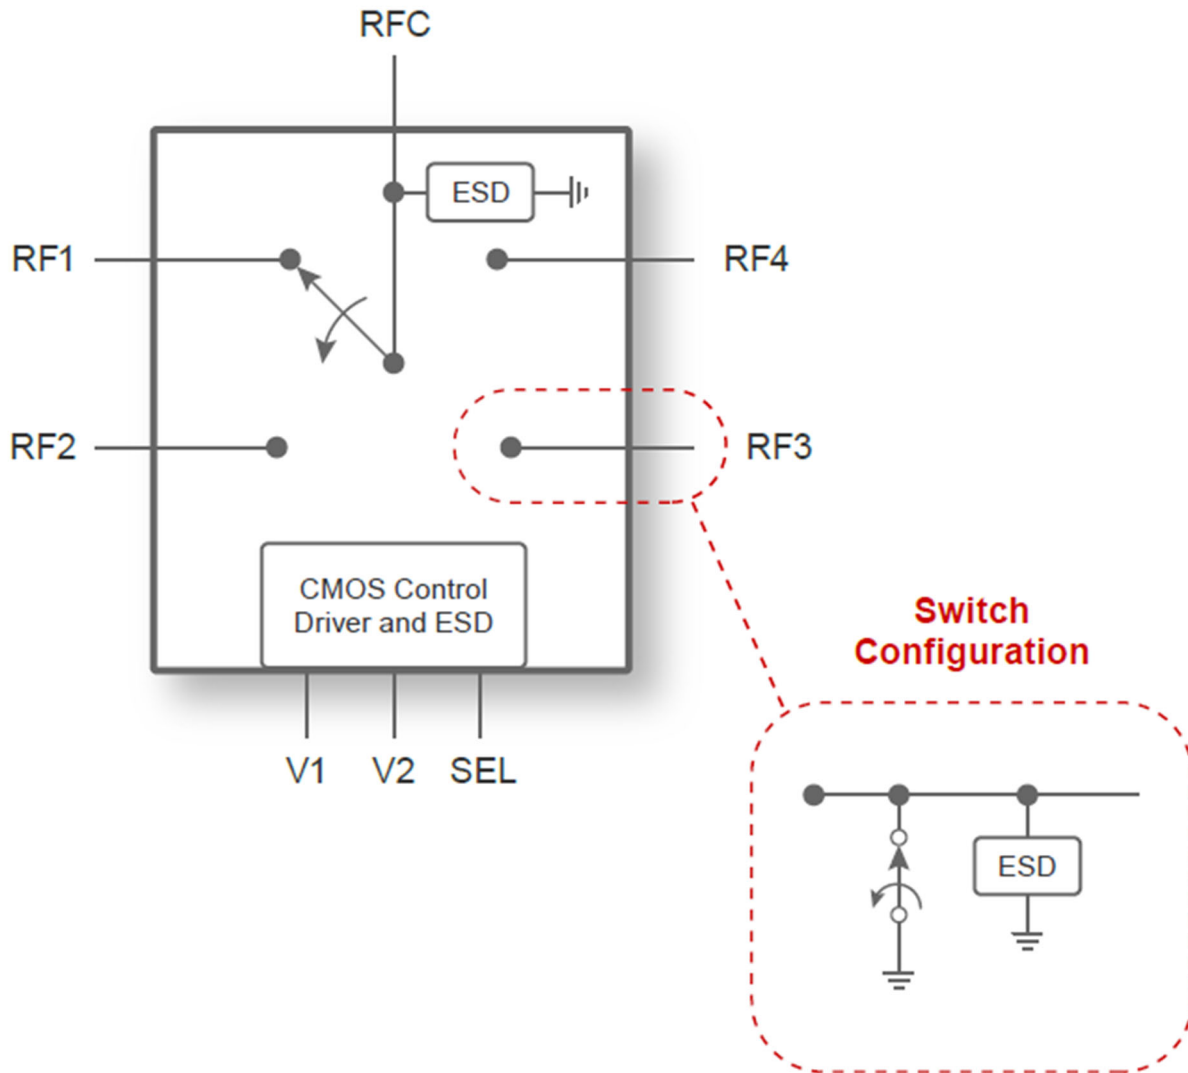 RFC
ESD
RF1
RF4
RF2
RF3
CMOS Control
Driver and ESD
Switch
Configuration
V1 V2 SEL
ESD